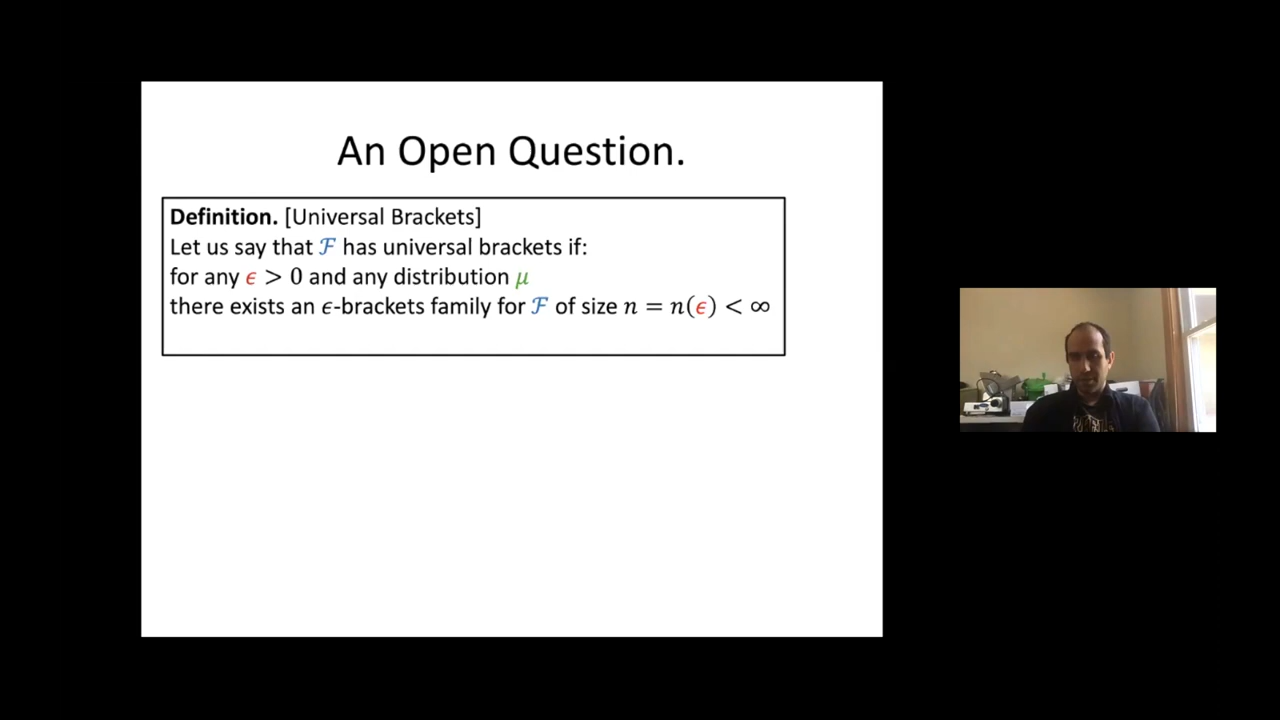 An Open Question.
Definition. [Universal Brackets]
Let us say that ℱ has universal brackets if:
for any ϵ > 0 and any distribution μ
there exists an ϵ-brackets family for ℱ of size n = n(ϵ) < ∞